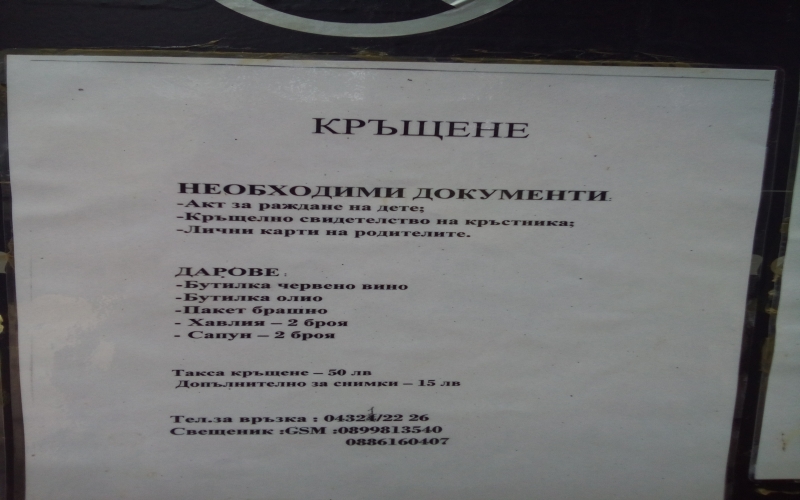 КРЪЩЕНЕ
НЕОБХОДИМИ ДОКУМЕНТИ:
-Акт за раждане на дете;
-Кръщелно свидетелство на кръстника;
-Лични карти на родителите.
ДАРОВЕ :
-Бутилка червено вино
-Бутилка олио
-Пакет брашно
- Хавлия – 2 броя
- Сапун – 2 броя
Такса кръщене – 50 лв
Допълнително за снимки – 15 лв
Тел.за връзка : /22 26
Свещеник :GSM :0899813540
0886160407